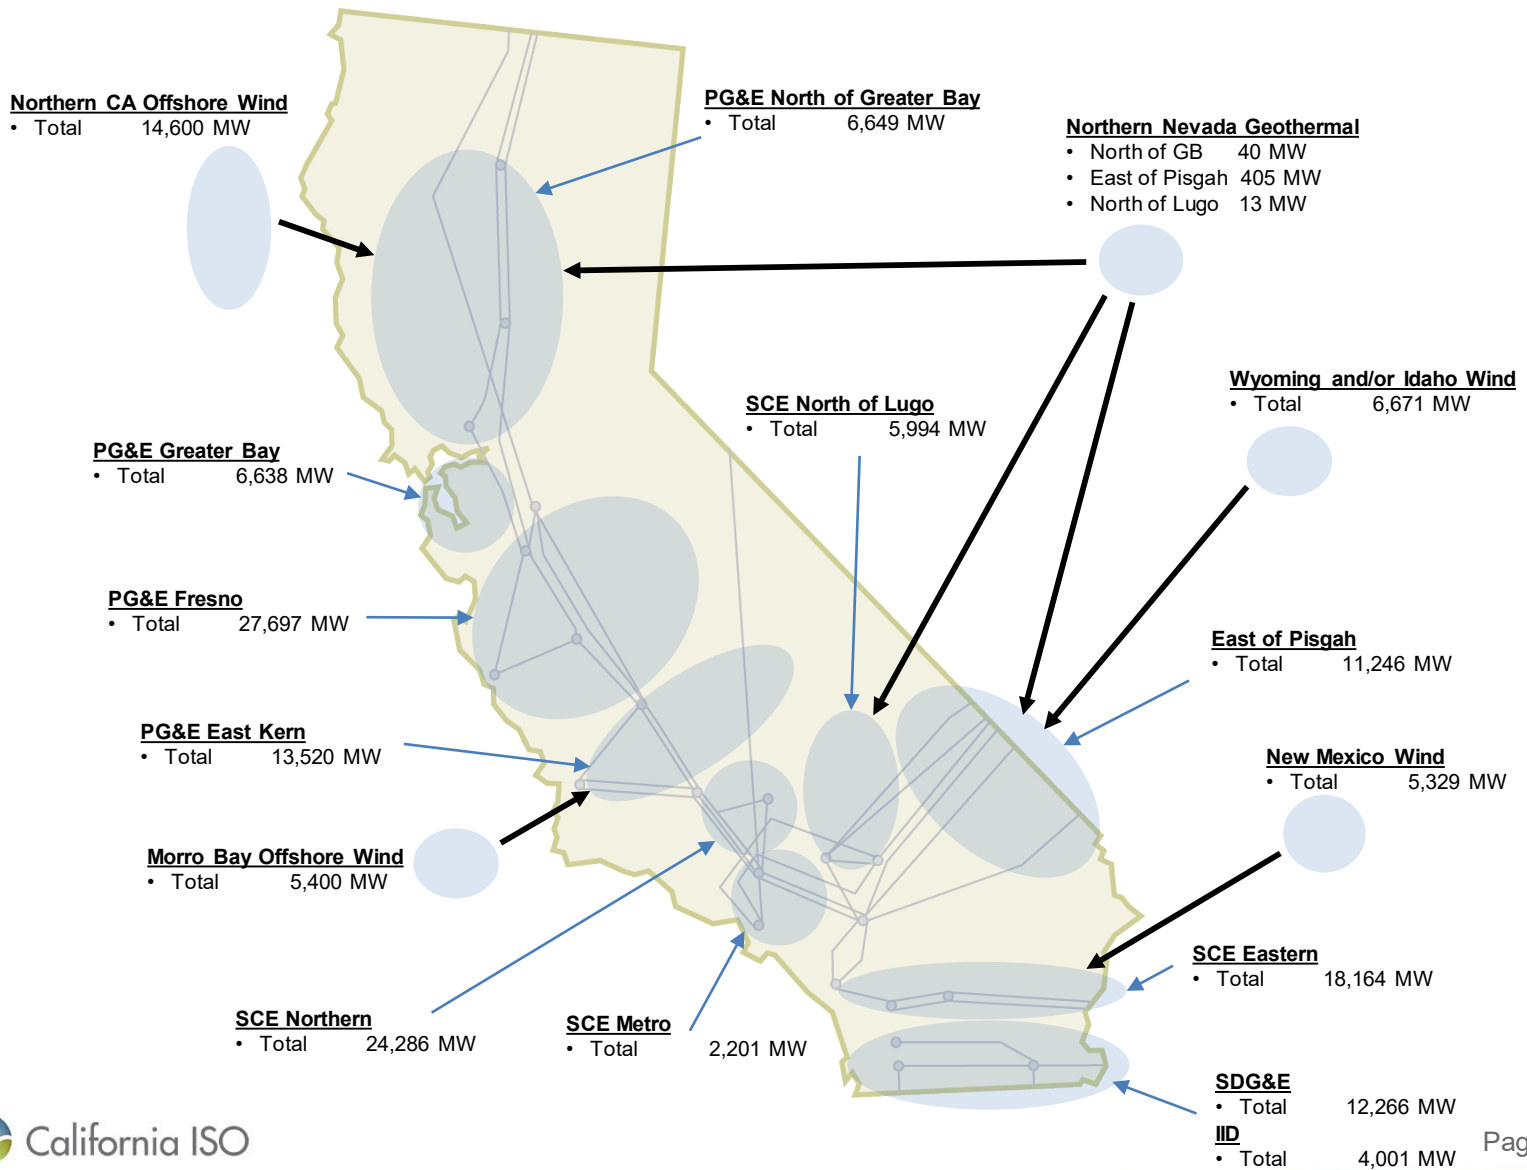 Northern CA Offshore Wind
• Total 14,600 MW
PG&E North of Greater Bay
• Total 6,649 MW
Northern Nevada Geothermal
• North of GB 40 MW
• East of Pisgah 405 MW
• North of Lugo 13 MW
Wyoming and/or Idaho Wind
• Total 6,671 MW
SCE North of Lugo
• Total 5,994 MW
PG&E Greater Bay
• Total 6,638 MW
PG&E Fresno
• Total 27,697 MW
East of Pisgah
• Total 11,246 MW
PG&E East Kern
• Total 13,520 MW
New Mexico Wind
• Total 5,329 MW
Morro Bay Offshore Wind
• Total 5,400 MW
SCE Eastern
• Total 18,164 MW
SCE Northern
• Total 24,286 MW
SCE Metro
• Total 2,201 MW
SDG&E
• Total 12,266 MW
IID
• Total 4,001 MW
California ISO
Pag